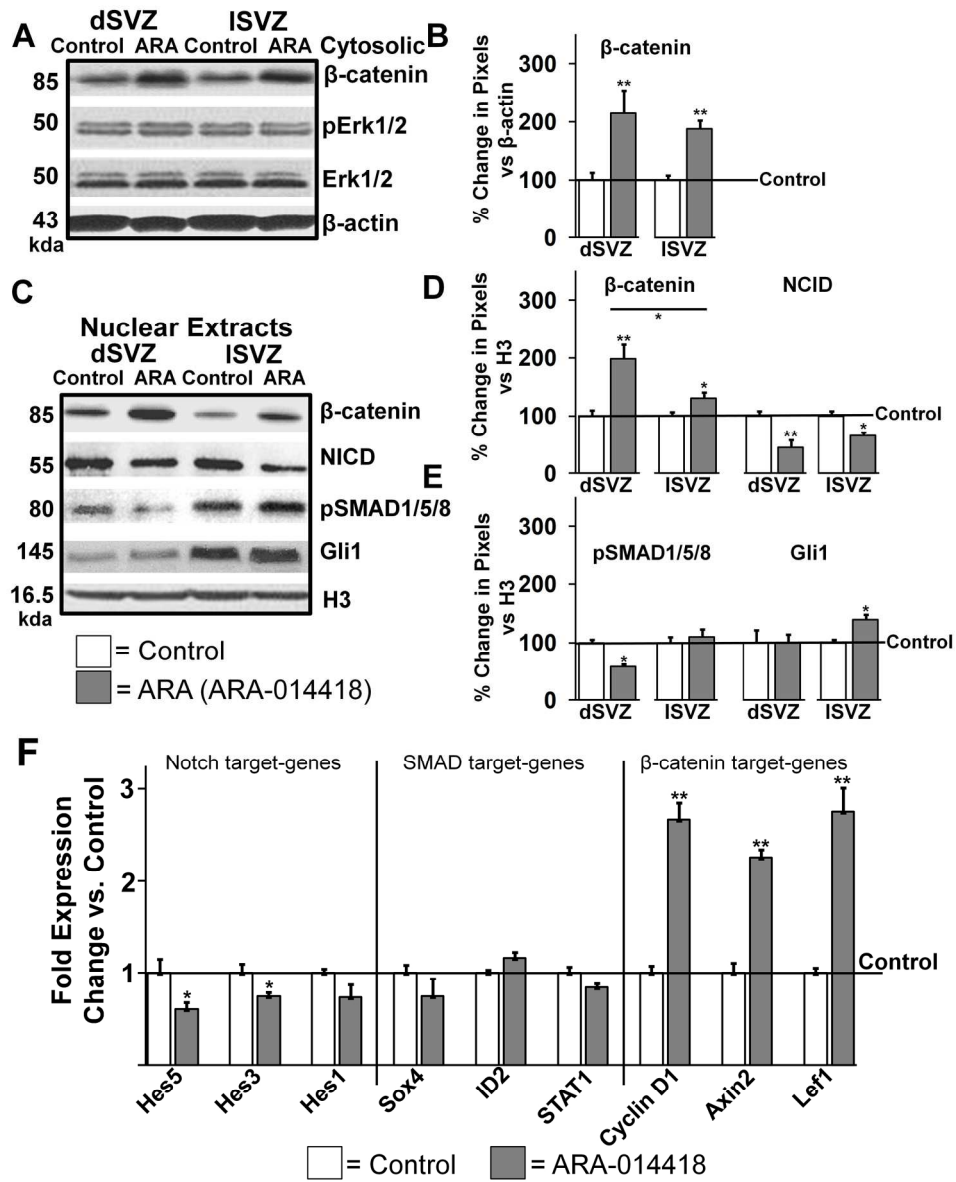 A
dSVZ lSVZ
Control ARA Control ARA Cytosolic
85 β-catenin
50 pErk1/2
50 Erk1/2
43 β-actin
kda
B
β-catenin
% Change in Pixels
vs β-actin
300
200
100
0
** **
Control
dSVZ lSVZ
C
Nuclear Extracts
dSVZ lSVZ
Control ARA Control ARA
85 β-catenin
55 NICD
80 pSMAD1/5/8
145 Gli1
16.5 H3
kda
= Control
= ARA (ARA-014418)
D
β-catenin NCID
% Change in Pixels
vs H3
300
200
100
0
*
** * ** *
Control
dSVZ lSVZ dSVZ lSVZ
E
pSMAD1/5/8 Gli1
% Change in Pixels
vs H3
300
200
100
0
* *
Control
dSVZ lSVZ dSVZ lSVZ
F
Notch target-genes SMAD target-genes β-catenin target-genes
Fold Expression
Change vs. Control
3
2
1
* * ** ** **
Control
Hes5 Hes3 Hes1 Sox4 ID2 STAT1 Cyclin D1 Axin2 Lef1
= Control = ARA-014418